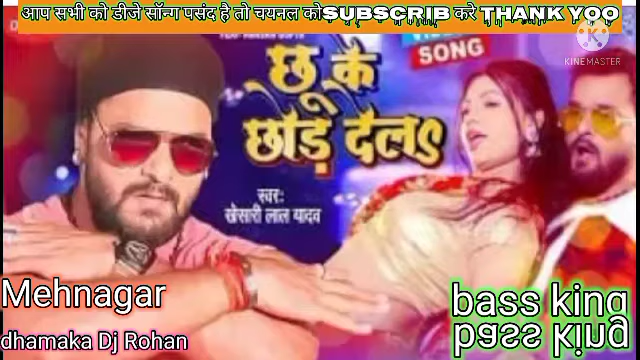 आप सभी को डीजे सॉन्ग पसंद है तो चयनल को SUBSCRIB करे THANK YOO
KINEMASTER
SONG
छू के
छोड़ देलऽ
स्वर:
खेसारी लाल यादव
Mehnagar
dhamaka Dj Rohan
bass king
bass king